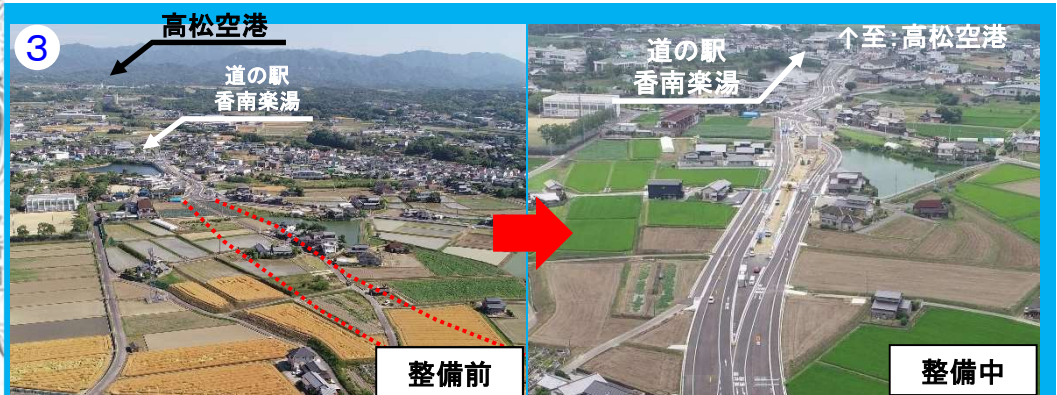 ③
高松空港
道の駅
香南楽湯
整備前
↑至:高松空港
道の駅
香南楽湯
整備中